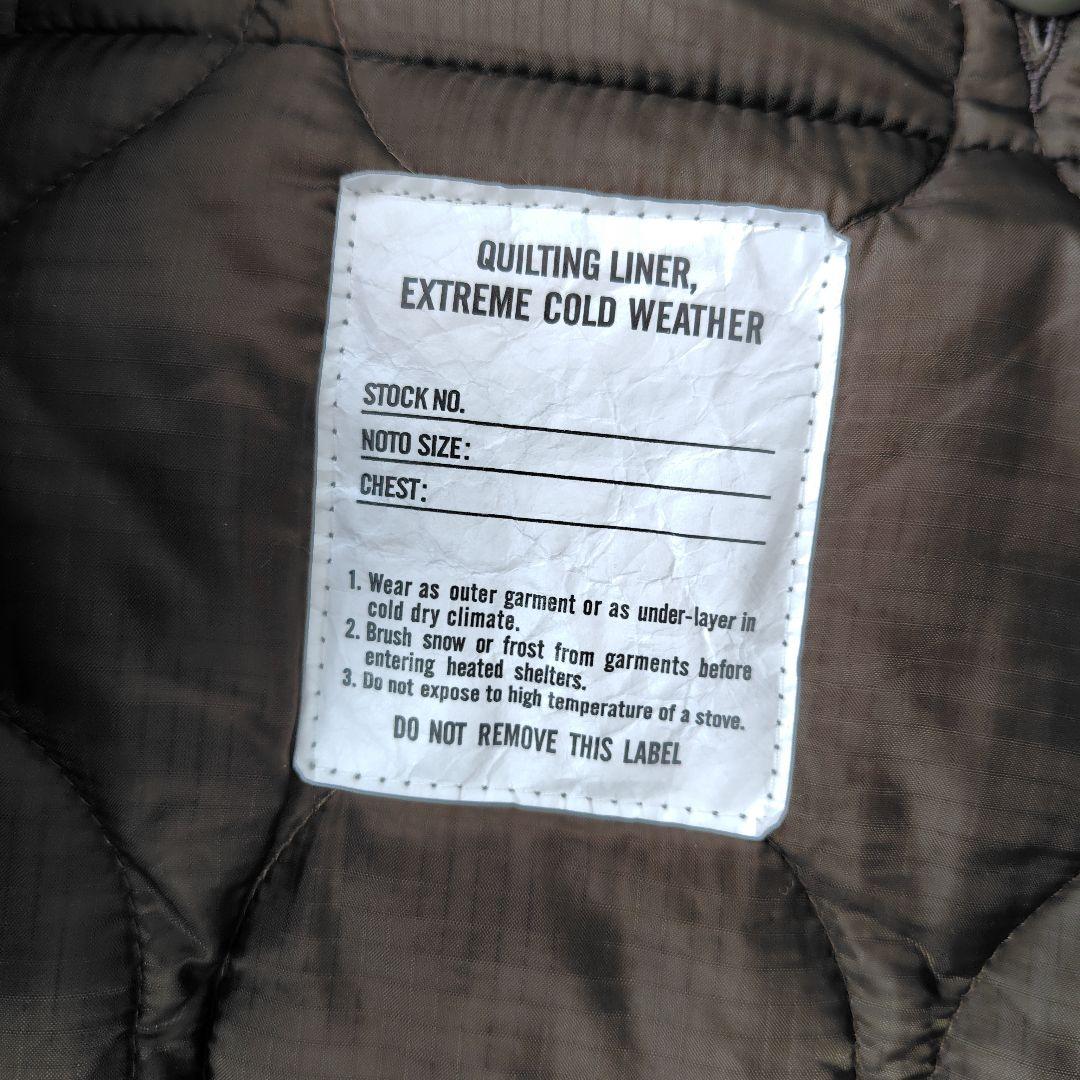 QUILTING LINER,
EXTREME COLD WEATHER
STOCK NO.
NOTO SIZE:
CHEST:
1. Wear as outer garment or as under-layer in
cold dry climate.
2. Brush snow or frost from garments before
entering heated shelters.
3. Do not expose to high temperature of a stove.
DO NOT REMOVE THIS LABEL